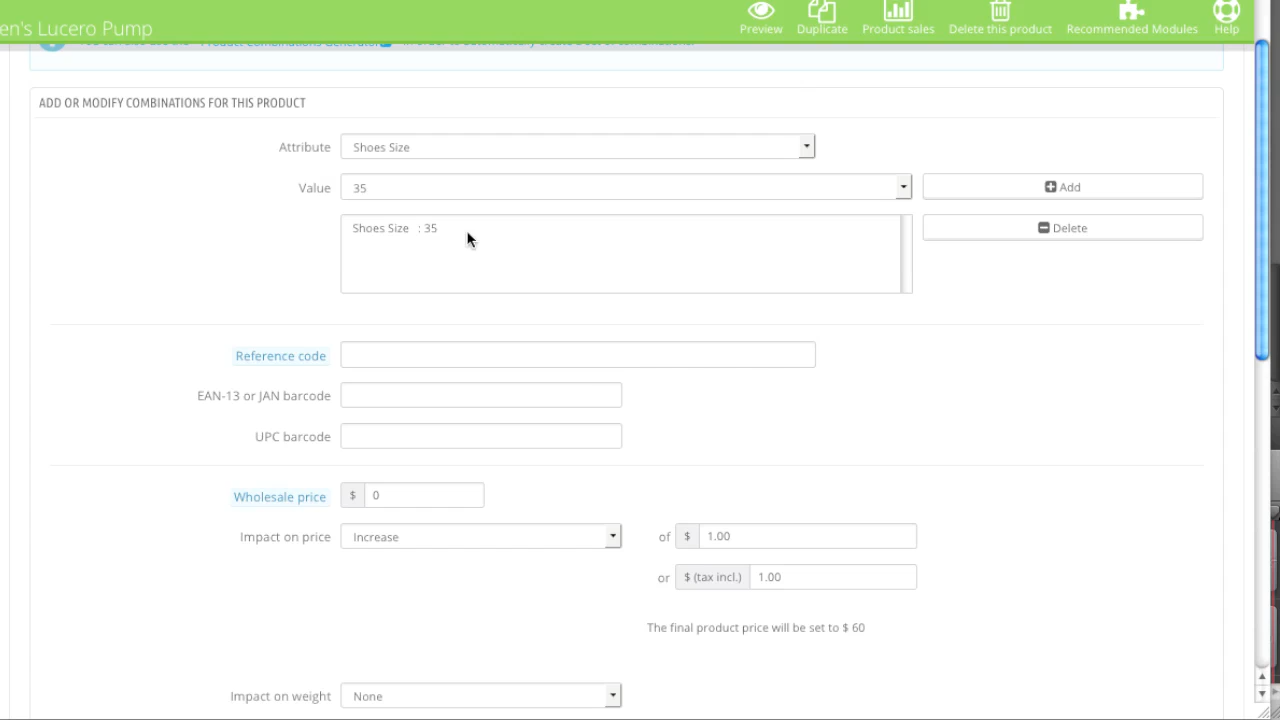 en's Lucero Pump
Preview
Duplicate
Product sales
Delete this product
Recommended Modules
Help
ADD OR MODIFY COMBINATIONS FOR THIS PRODUCT
Attribute
Shoes Size
Value
35
Add
Shoes Size : 35
Delete
Reference code
EAN-13 or JAN barcode
UPC barcode
Wholesale price
$ 0
Impact on price
Increase
of $ 1.00
or $ (tax incl.) 1.00
The final product price will be set to $ 60
Impact on weight
None